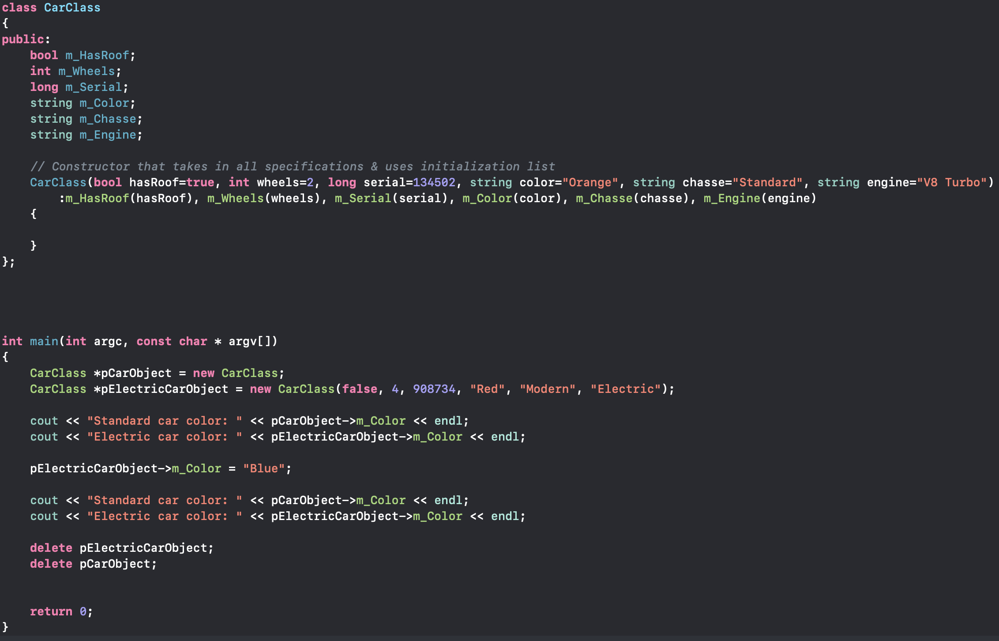 class CarClass
{
public:
    bool m_HasRoof;
    int m_Wheels;
    long m_Serial;
    string m_Color;
    string m_Chasse;
    string m_Engine;

    // Constructor that takes in all specifications & uses initialization list
    CarClass(bool hasRoof=true, int wheels=2, long serial=134502, string color="Orange", string chasse="Standard", string engine="V8 Turbo")
        :m_HasRoof(hasRoof), m_Wheels(wheels), m_Serial(serial), m_Color(color), m_Chasse(chasse), m_Engine(engine)
    {

    }
};

int main(int argc, const char * argv[])
{
    CarClass *pCarObject = new CarClass;
    CarClass *pElectricCarObject = new CarClass(false, 4, 908734, "Red", "Modern", "Electric");

    cout << "Standard car color: " << pCarObject->m_Color << endl;
    cout << "Electric car color: " << pElectricCarObject->m_Color << endl;

    pElectricCarObject->m_Color = "Blue";

    cout << "Standard car color: " << pCarObject->m_Color << endl;
    cout << "Electric car color: " << pElectricCarObject->m_Color << endl;

    delete pElectricCarObject;
    delete pCarObject;

    return 0;
}